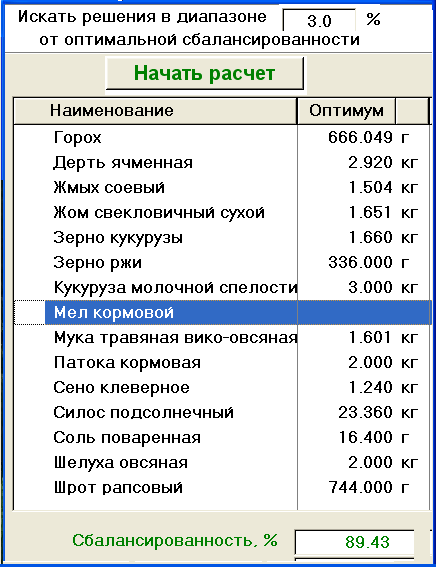 Искать решения в диапазоне 3.0 %
от оптимальной сбалансированности
Начать расчет
Наименование Оптимум
Горох 666.049 г
Дерть ячменная 2.920 кг
Жмых соевый 1.504 кг
Жом свекловичный сухой 1.651 кг
Зерно кукурузы 1.660 кг
Зерно ржи 336.000 г
Кукуруза молочной спелости 3.000 кг
Мел кормовой
Мука травяная вико-овсяная 1.601 кг
Патока кормовая 2.000 кг
Сено клеверное 1.240 кг
Силос подсолнечный 23.360 кг
Соль поваренная 16.400 г
Шелуха овсяная 2.000 кг
Шрот рапсовый 744.000 г
Сбалансированность, % 89.43